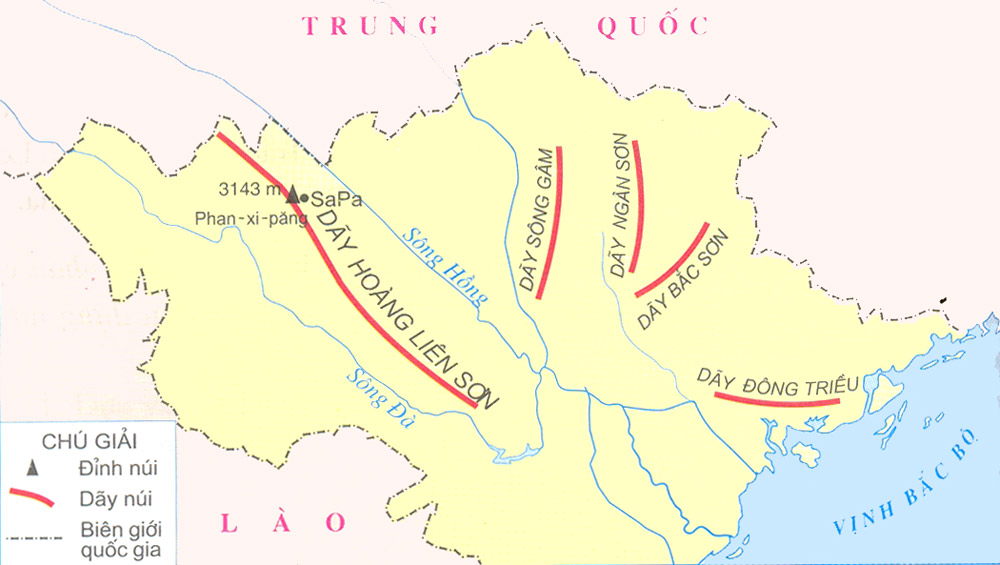 TRUNG QUỐC
3143 m
SaPa
Phan-xi-păng
DÃY HOÀNG LIÊN SƠN
Sông Hồng
Sông Đà
DÃY SÔNG GÂM
DÃY NGÂN SƠN
DÃY BẮC SƠN
DÃY ĐÔNG TRIỀU
VỊNH BẮC BỘ
LÀO
CHÚ GIẢI
Đỉnh núi
Dãy núi
Biên giới
quốc gia